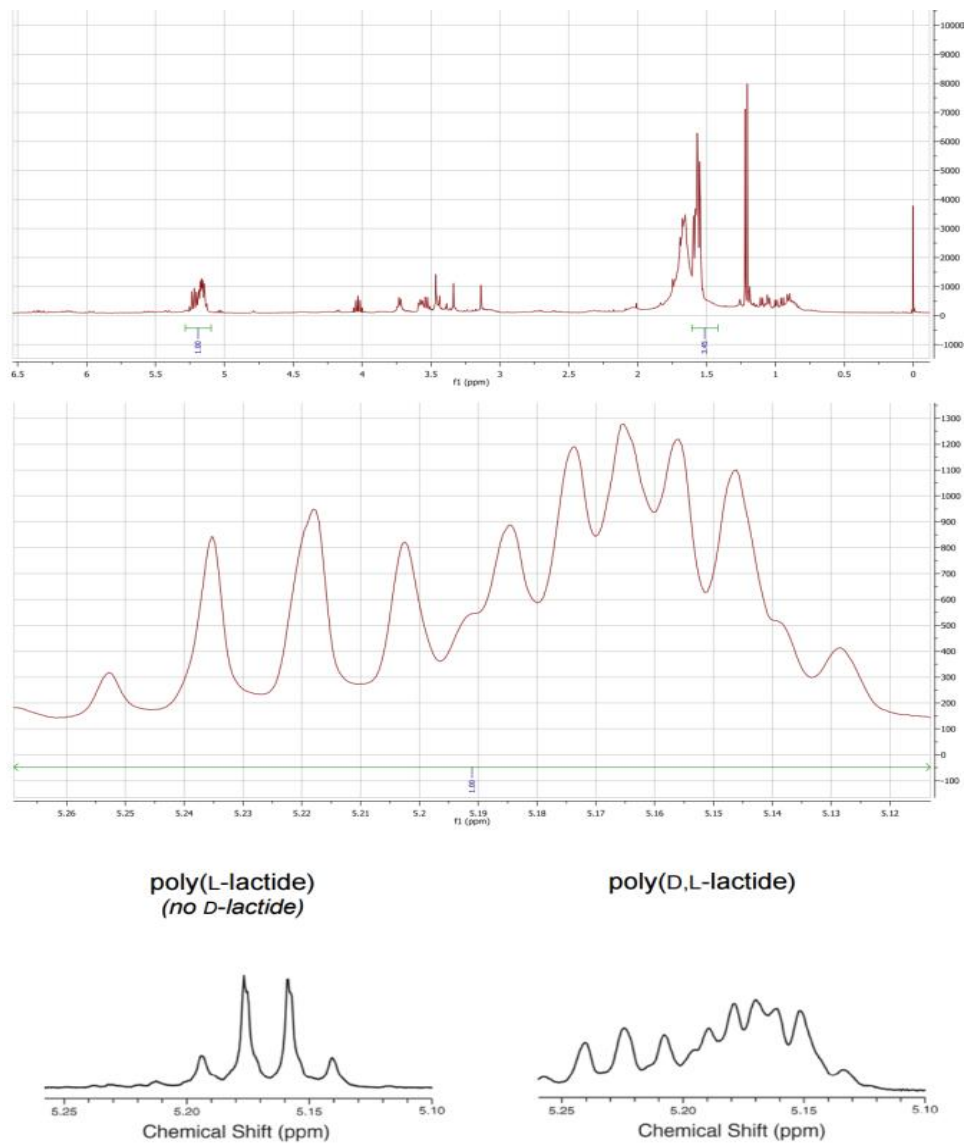 10000
9000
8000
7000
6000
5000
4000
3000
2000
1000
0
-1000
1.00
3.45
6.5 6 5.5 5 4.5 4 3.5 3 2.5 2 1.5 1 0.5 0
f1 (ppm)
1300
1200
1100
1000
900
800
700
600
500
400
300
200
100
0
-100
1.00
5.26 5.25 5.24 5.23 5.22 5.21 5.2 5.19 5.18 5.17 5.16 5.15 5.14 5.13 5.12
f1 (ppm)
poly(L-lactide)
(no D-lactide)
poly(D,L-lactide)
5.25 5.20 5.15 5.10
Chemical Shift (ppm)
5.25 5.20 5.15 5.10
Chemical Shift (ppm)